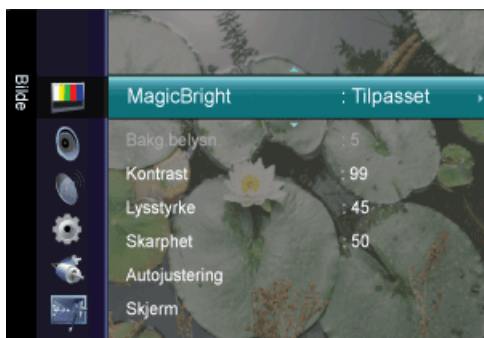 Bilde
MagicBright : Tilpasset
Bakg.belysn. : 5
Kontrast : 99
Lysstyrke : 45
Skarphet : 50
Autojustering
Skjerm